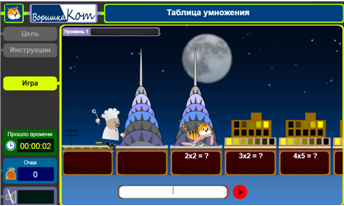 Воришка Кот
Таблица умножения
Цель
Уровень 1
Инструкции
Игра
Прошло времени
00:00:02
Очки
0
2x2 = ?
3x2 = ?
4x5 = ?